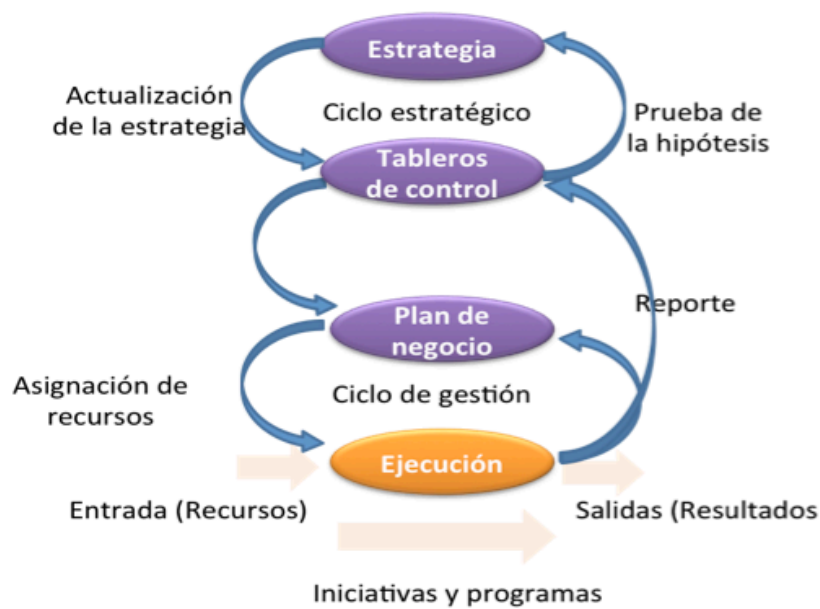 Estrategia
Actualización
de la estrategia
Ciclo estratégico
Prueba de
la hipótesis
Tableros
de control
Reporte
Plan de
negocio
Asignación de
recursos
Ciclo de gestión
Ejecución
Entrada (Recursos)
Salidas (Resultados
Iniciativas y programas